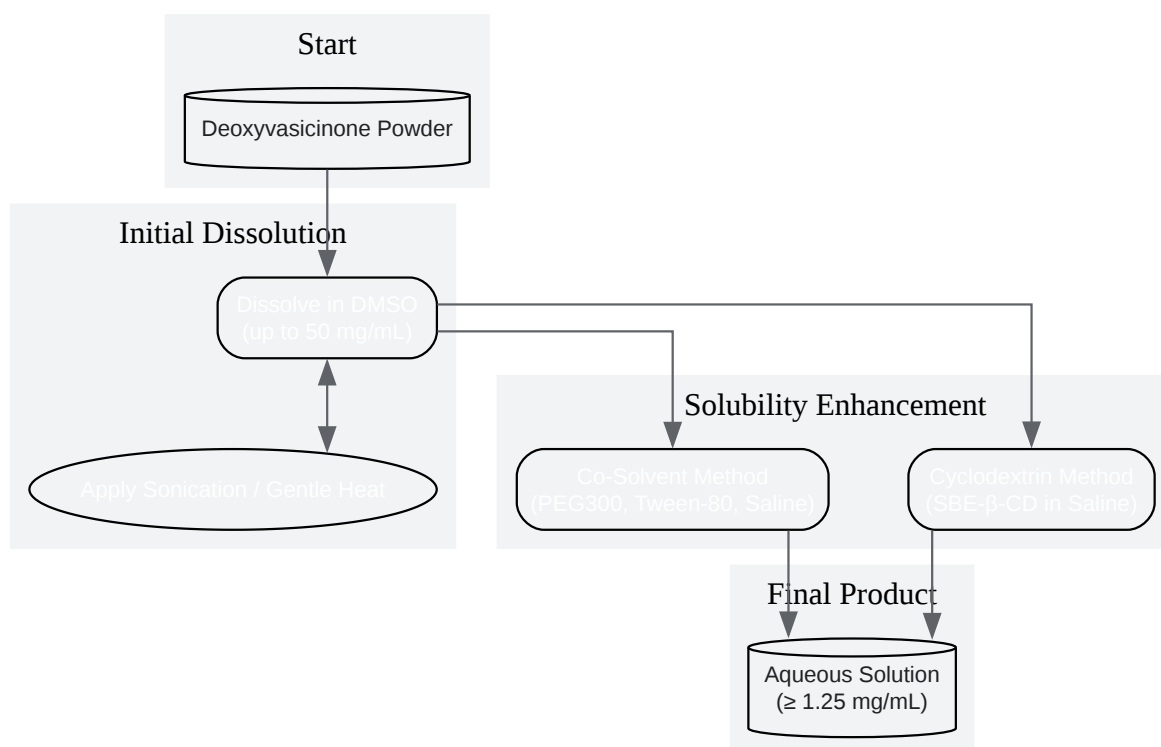 Start
Deoxyvasicinone Powder
Initial Dissolution
Dissolve in DMSO
(up to 50 mg/mL)
Apply Sonication / Gentle Heat
Solubility Enhancement
Co-Solvent Method
(PEG300, Tween-80, Saline)
Cyclodextrin Method
(SBE-β-CD in Saline)
Final Product
Aqueous Solution
(≥ 1.25 mg/mL)